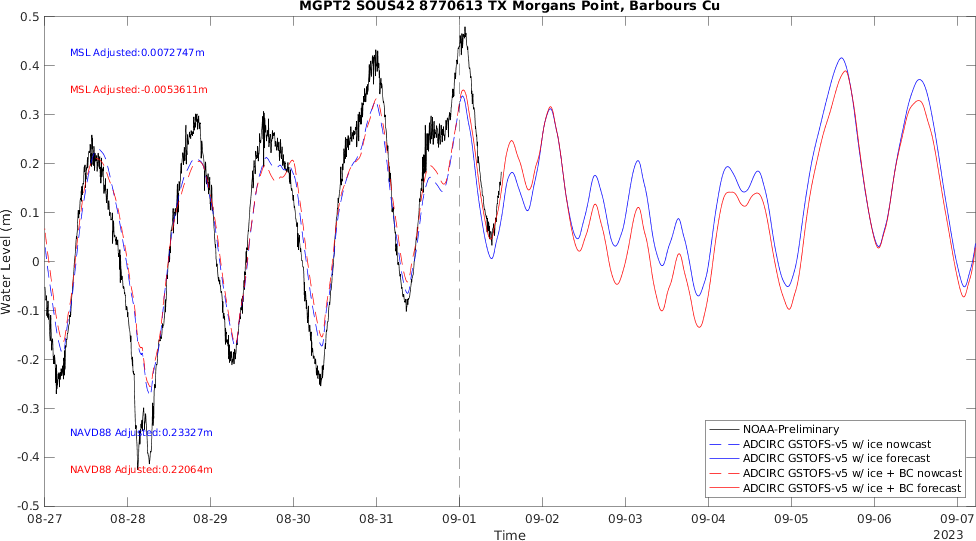 MGPT2 SOUS42 8770613 TX Morgans Point, Barbours Cu
0.5
0.4
0.3
0.2
0.1
0
-0.1
-0.2
-0.3
-0.4
-0.5
Water Level (m)
MSL Adjusted:0.0072747m
MSL Adjusted:-0.0053611m
NAVD88 Adjusted:0.23327m
NAVD88 Adjusted:0.22064m
NOAA-Preliminary
ADCIRC GSTOFS-v5 w/ ice nowcast
ADCIRC GSTOFS-v5 w/ ice forecast
ADCIRC GSTOFS-v5 w/ ice + BC nowcast
ADCIRC GSTOFS-v5 w/ ice + BC forecast
08-27 08-28 08-29 08-30 08-31 09-01 09-02 09-03 09-04 09-05 09-06 09-07
Time
2023